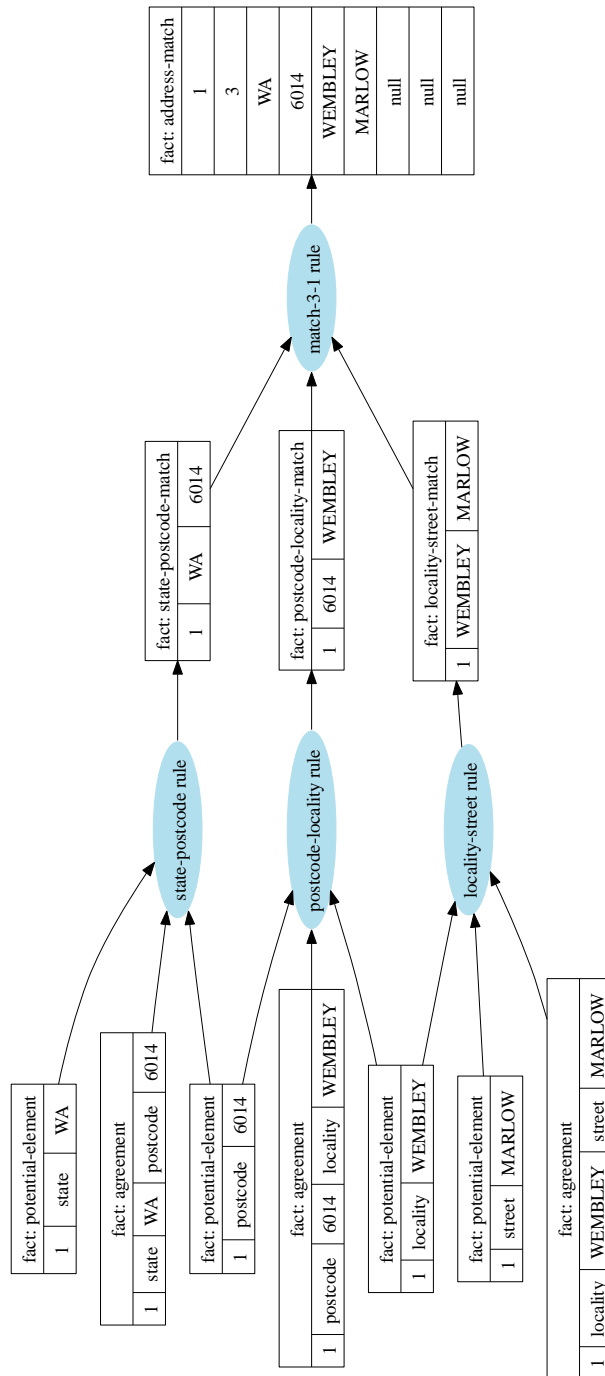 fact: potential-element
1 state WA
fact: agreement
1 state WA postcode 6014
fact: potential-element
1 postcode 6014
fact: agreement
1 postcode 6014 locality WEMBLEY
fact: potential-element
1 locality WEMBLEY
fact: potential-element
1 street MARLOW
fact: agreement
1 locality WEMBLEY street MARLOW
state-postcode rule
postcode-locality rule
locality-street rule
fact: state-postcode-match
1 WA 6014
fact: postcode-locality-match
1 6014 WEMBLEY
fact: locality-street-match
1 WEMBLEY MARLOW
match-3-1 rule
fact: address-match
1
3
WA
6014
WEMBLEY
MARLOW
null
null
null